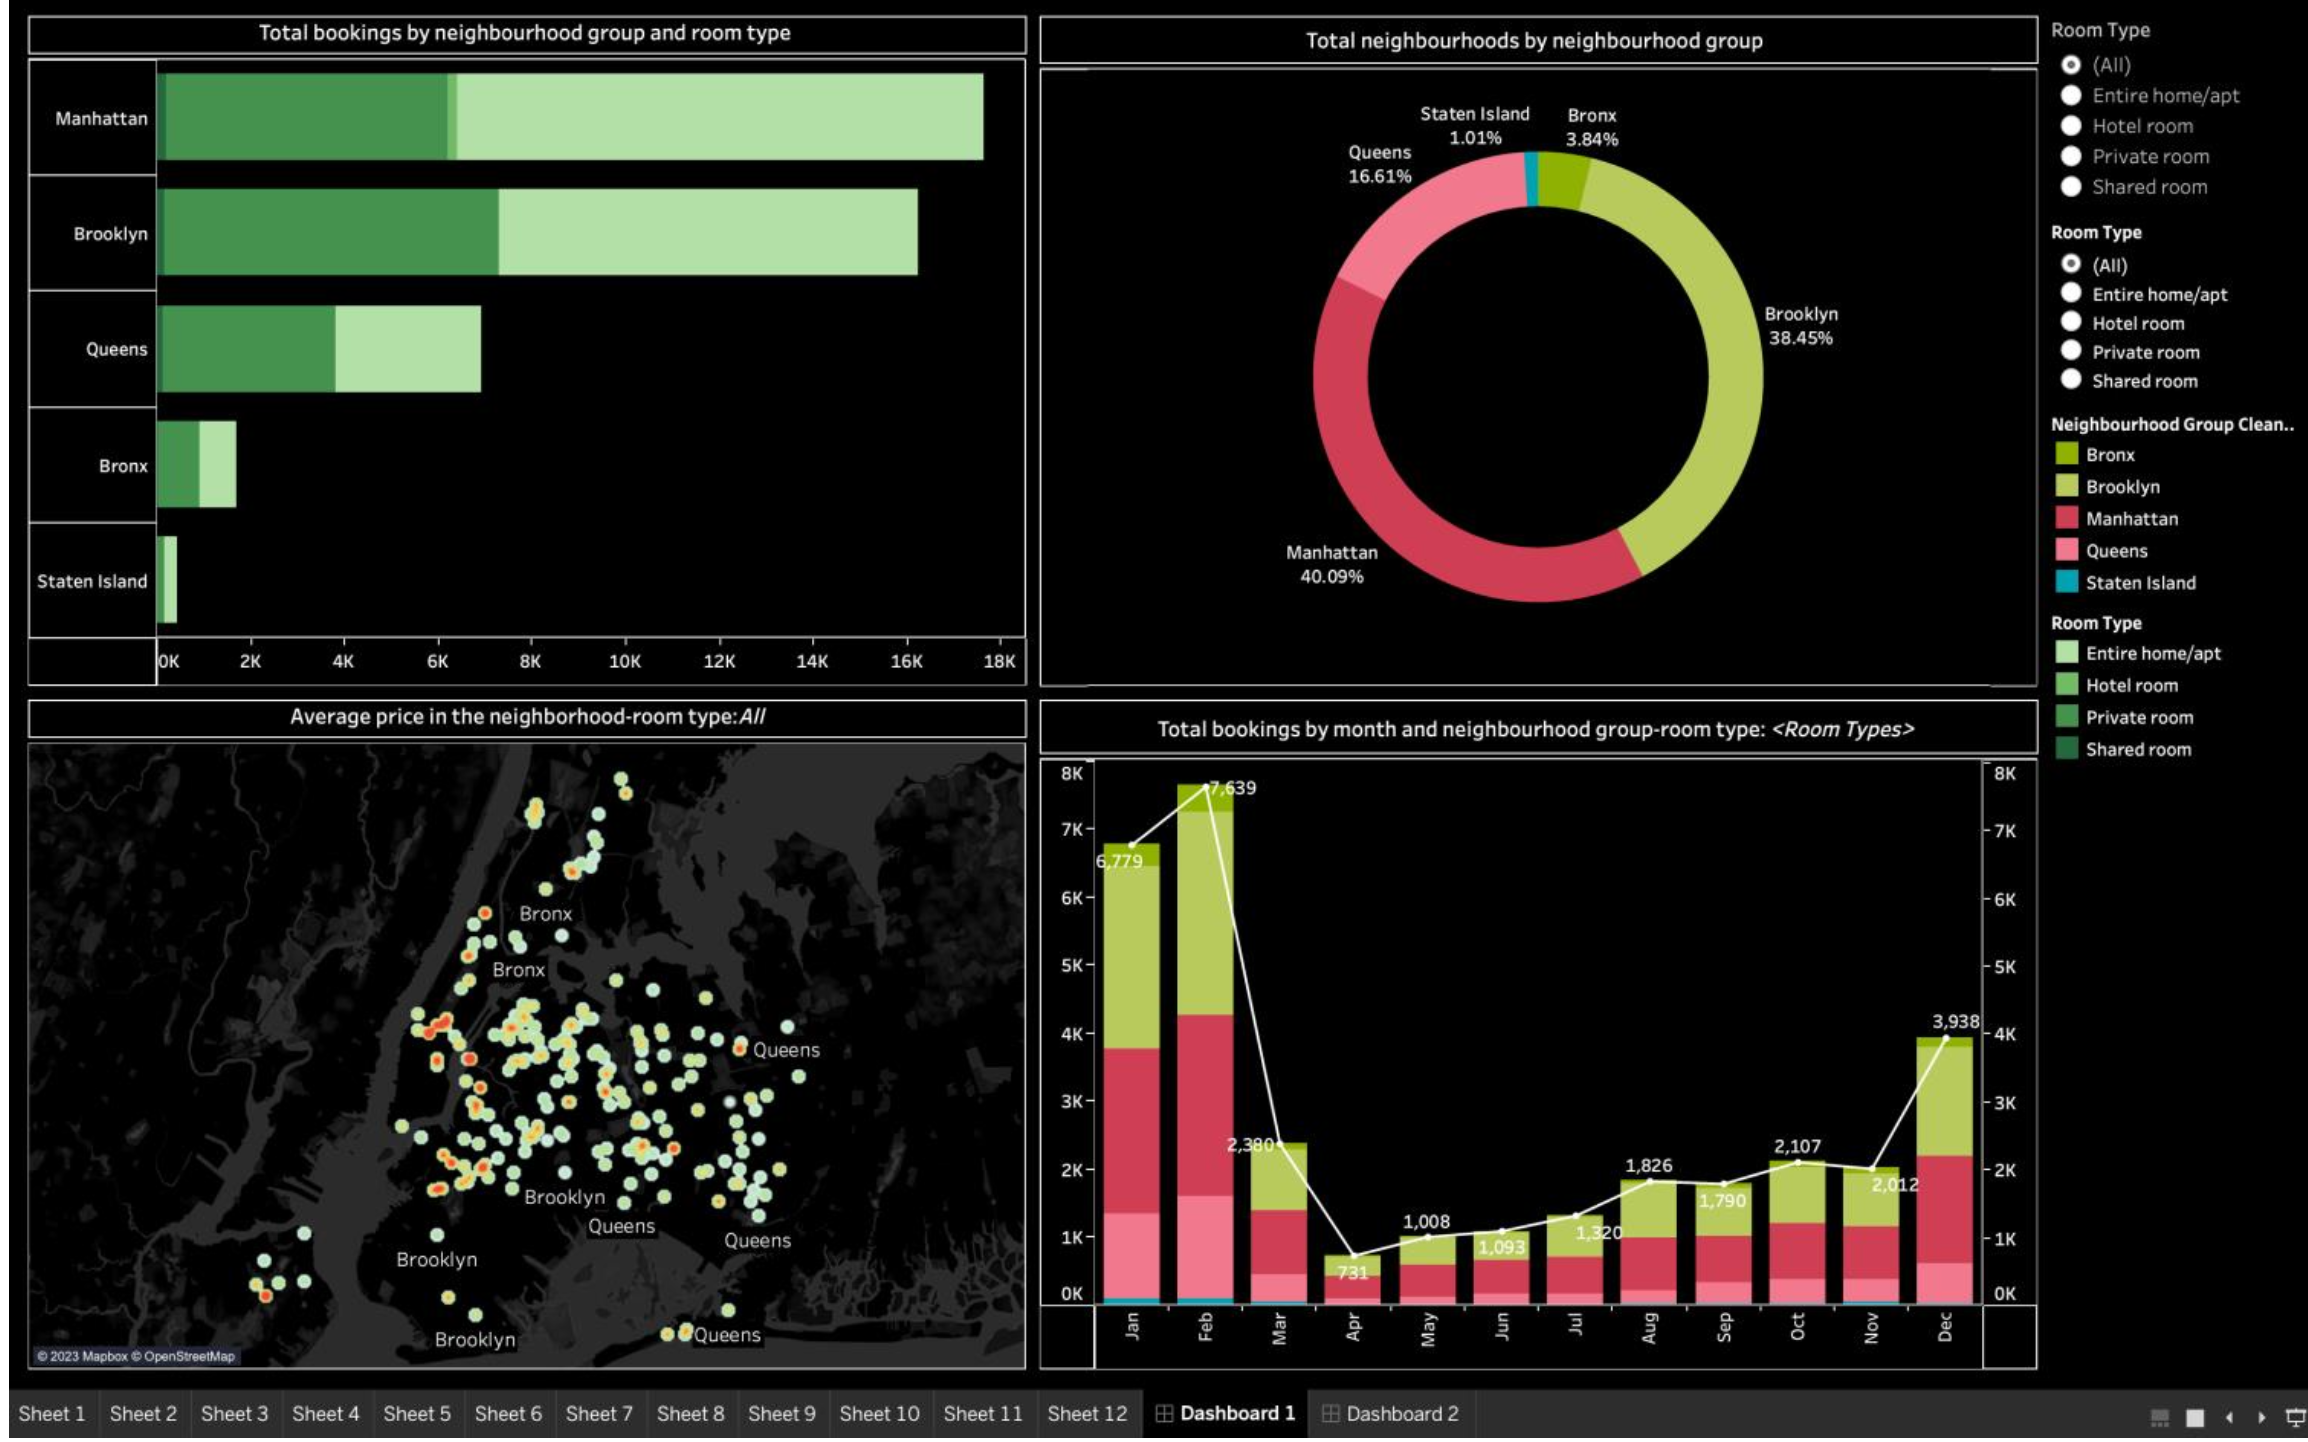 Total bookings by neighbourhood group and room type
Manhattan
Brooklyn
Queens
Bronx
Staten Island
0K 2K 4K 6K 8K 10K 12K 14K 16K 18K
Total neighbourhoods by neighbourhood group
Staten Island
1.01%
Bronx
3.84%
Queens
16.61%
Brooklyn
38.45%
Manhattan
40.09%
Room Type
(All)
Entire home/apt
Hotel room
Private room
Shared room
Room Type
(All)
Entire home/apt
Hotel room
Private room
Shared room
Neighbourhood Group Clean..
Bronx
Brooklyn
Manhattan
Queens
Staten Island
Room Type
Entire home/apt
Hotel room
Private room
Shared room
Average price in the neighborhood-room type:All
Bronx
Bronx
Queens
Brooklyn
Queens
Queens
Brooklyn
Queens
Brooklyn
© 2023 Mapbox © OpenStreetMap
Total bookings by month and neighbourhood group-room type: <Room Types>
8K
7K
6K
5K
4K
3K
2K
1K
0K
6,779
7,639
2,380
731
1,008
1,093
1,320
1,826
1,790
2,107
2,012
3,938
8K
7K
6K
5K
4K
3K
2K
1K
0K
Jan Feb Mar Apr May Jun Jul Aug Sep Oct Nov Dec
Sheet 1 Sheet 2 Sheet 3 Sheet 4 Sheet 5 Sheet 6 Sheet 7 Sheet 8 Sheet 9 Sheet 10 Sheet 11 Sheet 12 Dashboard 1 Dashboard 2